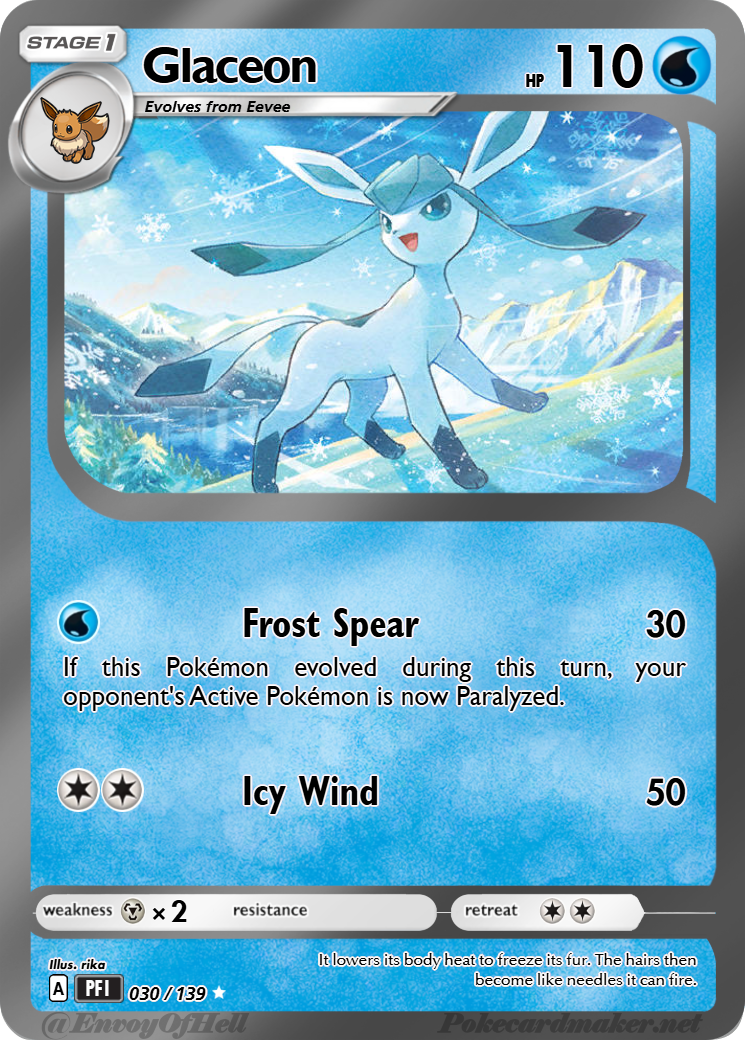 STAGE 1
Glaceon
HP 110
Evolves from Eevee
Frost Spear 30
If this Pokémon evolved during this turn, your
opponent's Active Pokémon is now Paralyzed.
Icy Wind 50
weakness × 2 resistance retreat
Illus. rika
It lowers its body heat to freeze its fur. The hairs then
become like needles it can fire.
A PFI 030 / 139
@EnvoyOfHell
Pokecardmaker.net